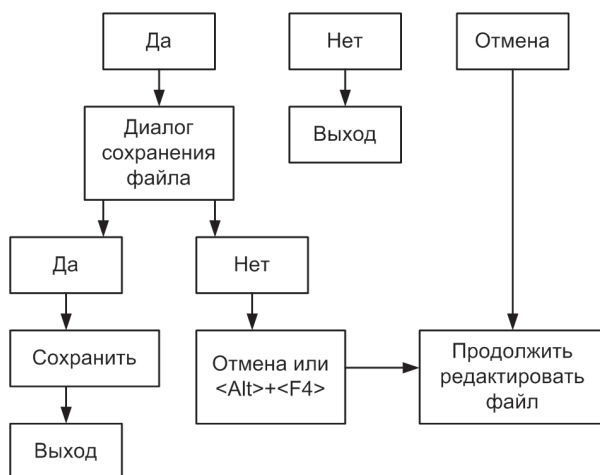 Да
Нет
Отмена
Диалог
сохранения
файла
Выход
Да
Нет
Сохранить
Отмена или
<Alt>+<F4>
Продолжить
редактировать
файл
Выход